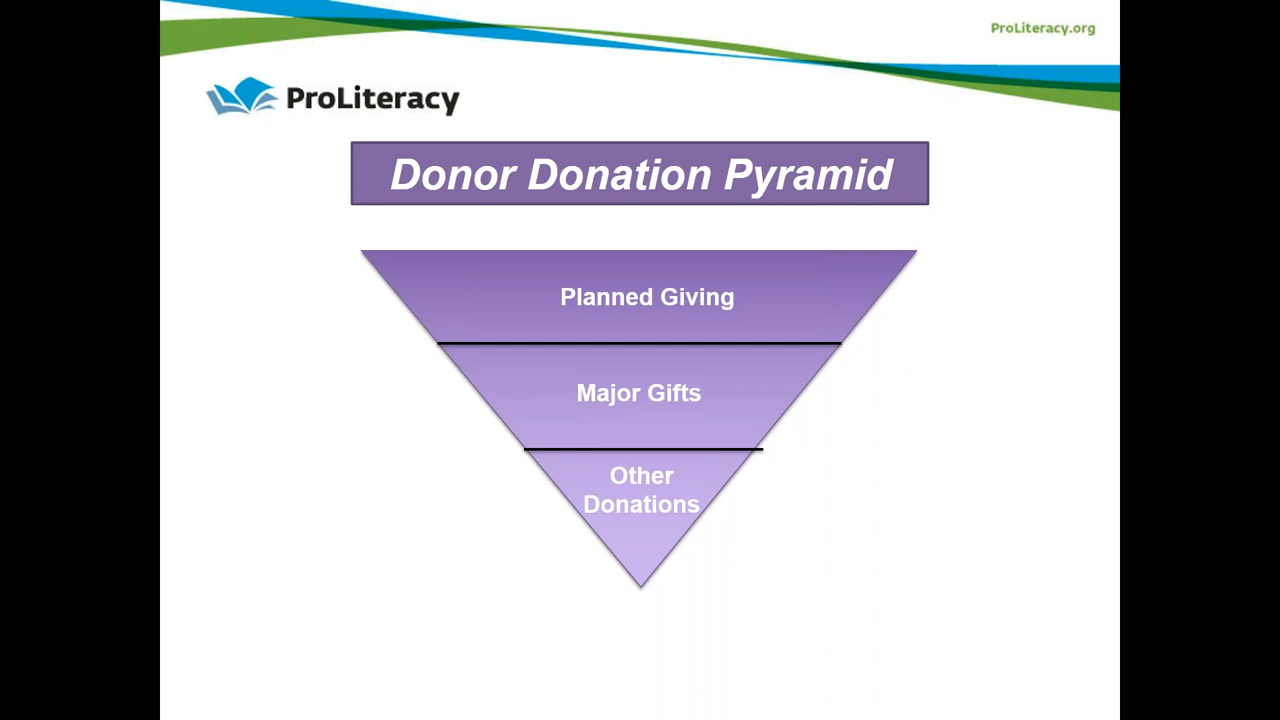 ProLiteracy.org
ProLiteracy
Donor Donation Pyramid
Planned Giving
Major Gifts
Other
Donations